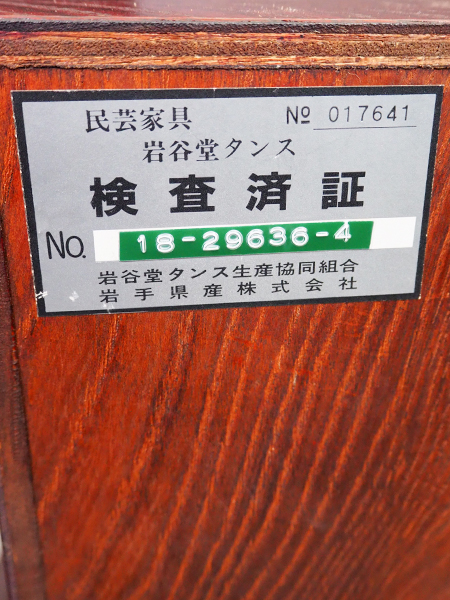 民芸家具 № 017641
岩谷堂タンス
検査済証
No. 18-29636-4
岩谷堂タンス生産協同組合
岩手県産株式会社